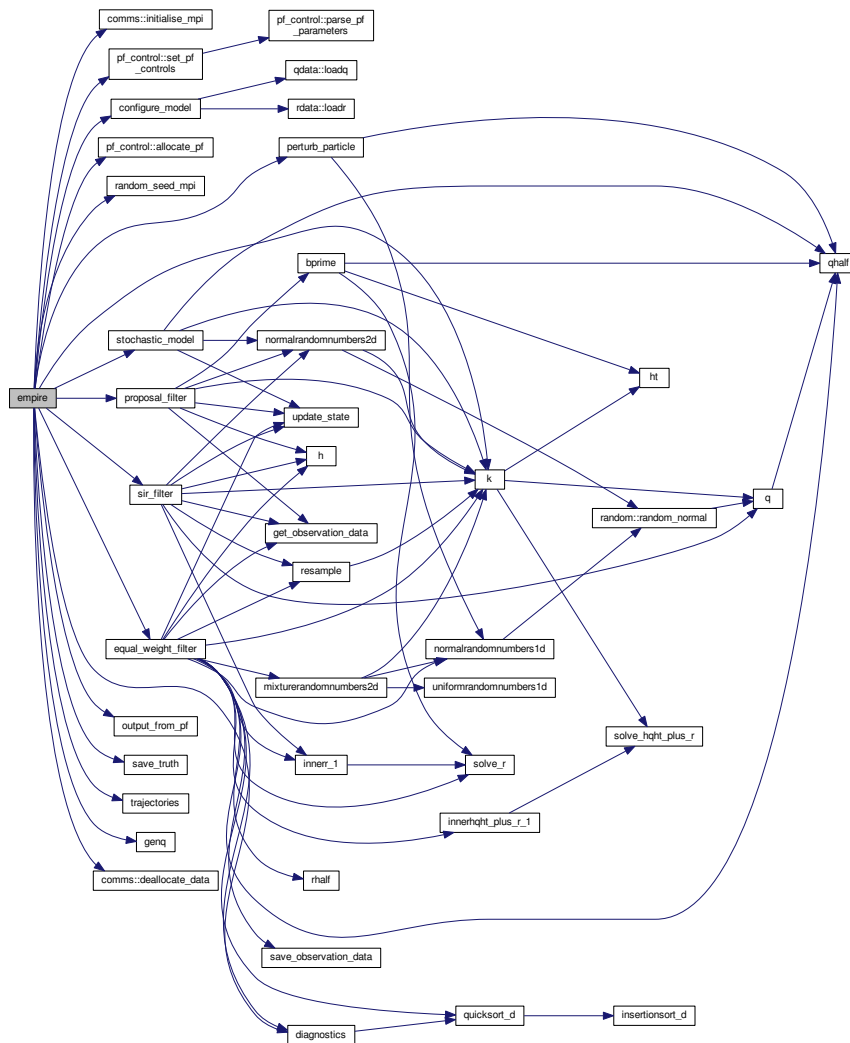 comms::initialise_mpi
pf_control::parse_pf
_parameters
pf_control::set_pf
_controls
qdata::loadq
configure_model
rdata::loadr
pf_control::allocate_pf
perturb_particle
random_seed_mpi
bprime
qhalf
stochastic_model
normalrandomnumbers2d
ht
empire
proposal_filter
update_state
h
k
sir_filter
q
random::random_normal
get_observation_data
resample
equal_weight_filter
normalrandomnumbers1d
mixturerandomnumbers2d
uniformrandomnumbers1d
output_from_pf
solve_hqht_plus_r
save_truth
innerr_1
solve_r
trajectories
innerhqht_plus_r_1
genq
comms::deallocate_data
rhalf
save_observation_data
quicksort_d
insertionsort_d
diagnostics